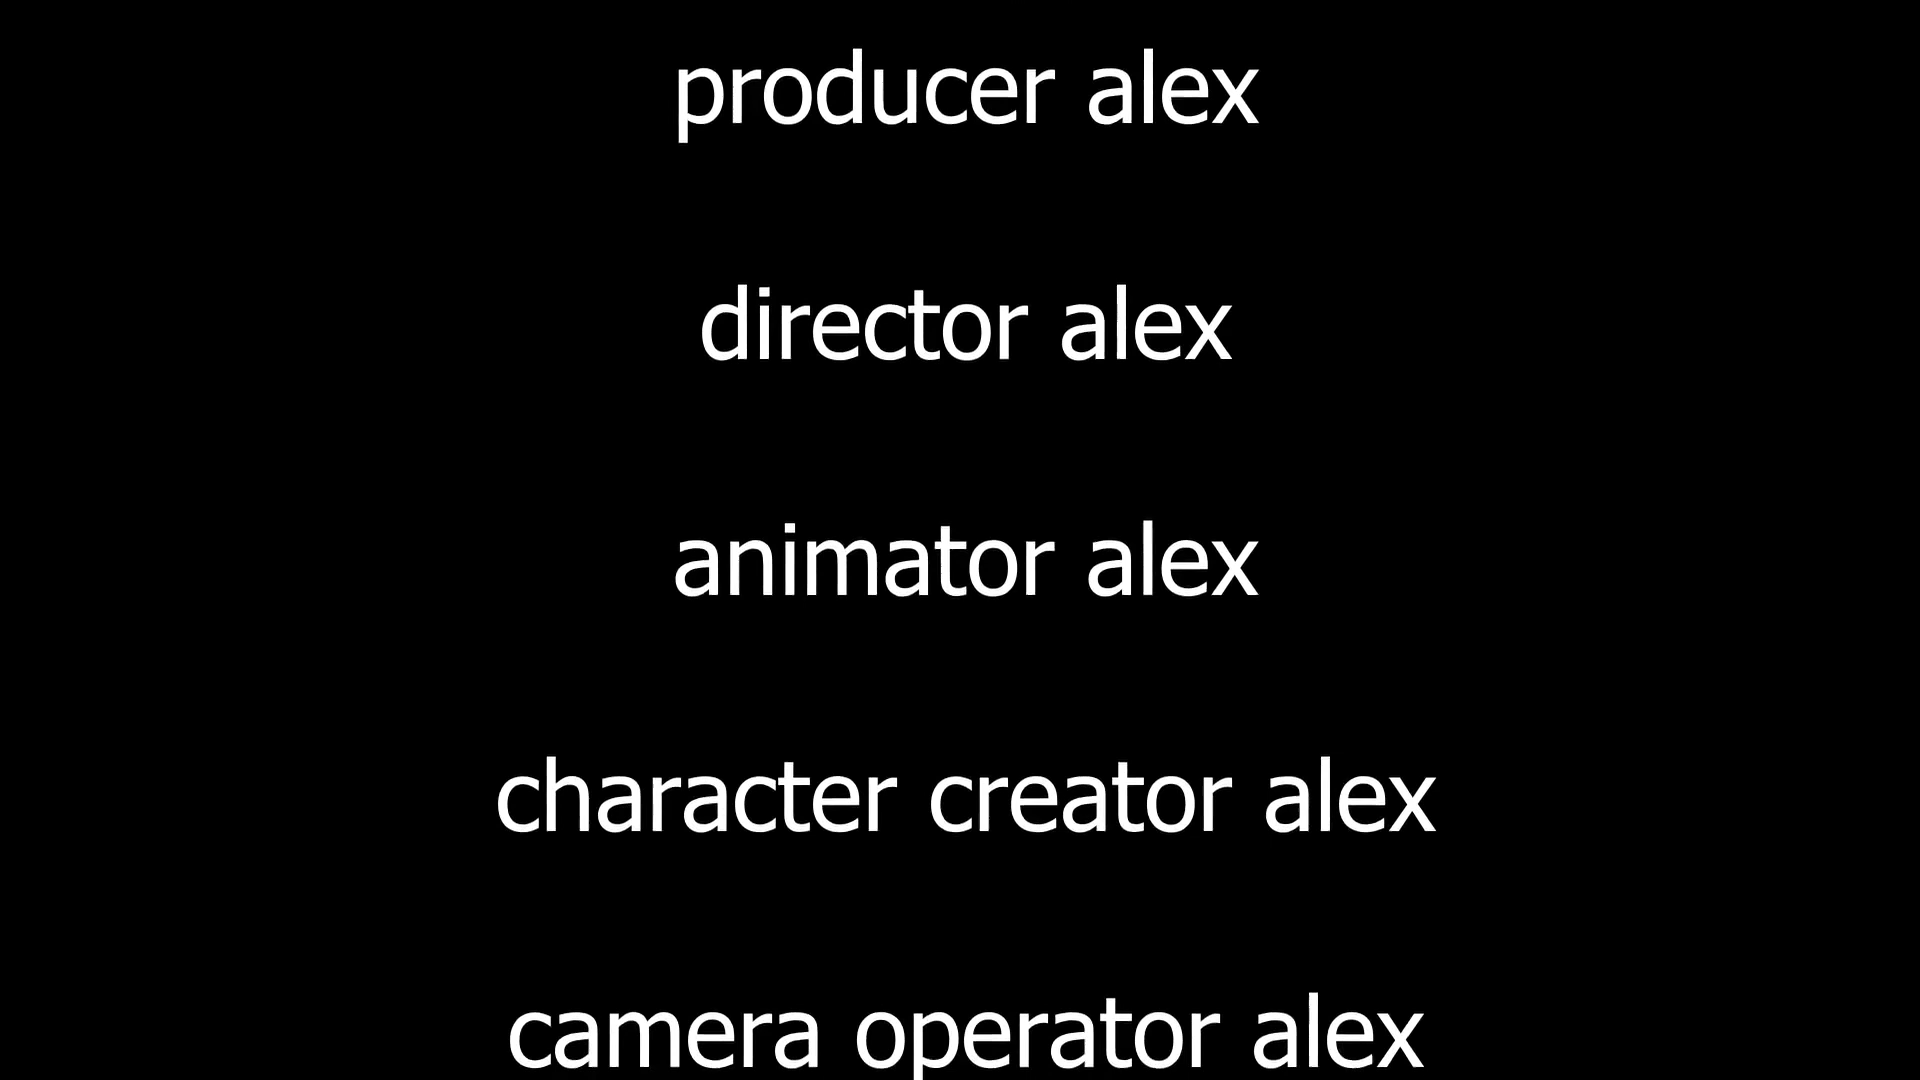 producer alex
director alex
animator alex
character creator alex
camera operator alex